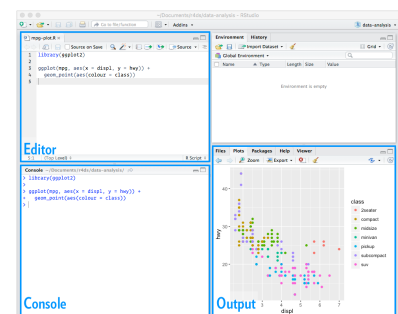 ~/Documents/r4ds/data-analysis - RStudio
Go to file/function
Addins
data-analysis
mpg-plot.R
Source on Save
Run
Source
1 library(ggplot2)
2
3 ggplot(mpg, aes(x = displ, y = hwy)) +
4 geom_point(aes(colour = class))
5
Editor
5:1 (Top Level) R Script
Console ~/Documents/r4ds/data-analysis/
> library(ggplot2)
>
> ggplot(mpg, aes(x = displ, y = hwy)) +
+ geom_point(aes(colour = class))
>
Console
Environment History
Import Dataset Grid
Global Environment
Name Type Length Size Value
Environment is empty
Files Plots Packages Help Viewer
Zoom Export
40
30
20
hwy
3 4 5 6 7
displ
class
2seater
compact
midsize
minivan
pickup
subcompact
suv
Output